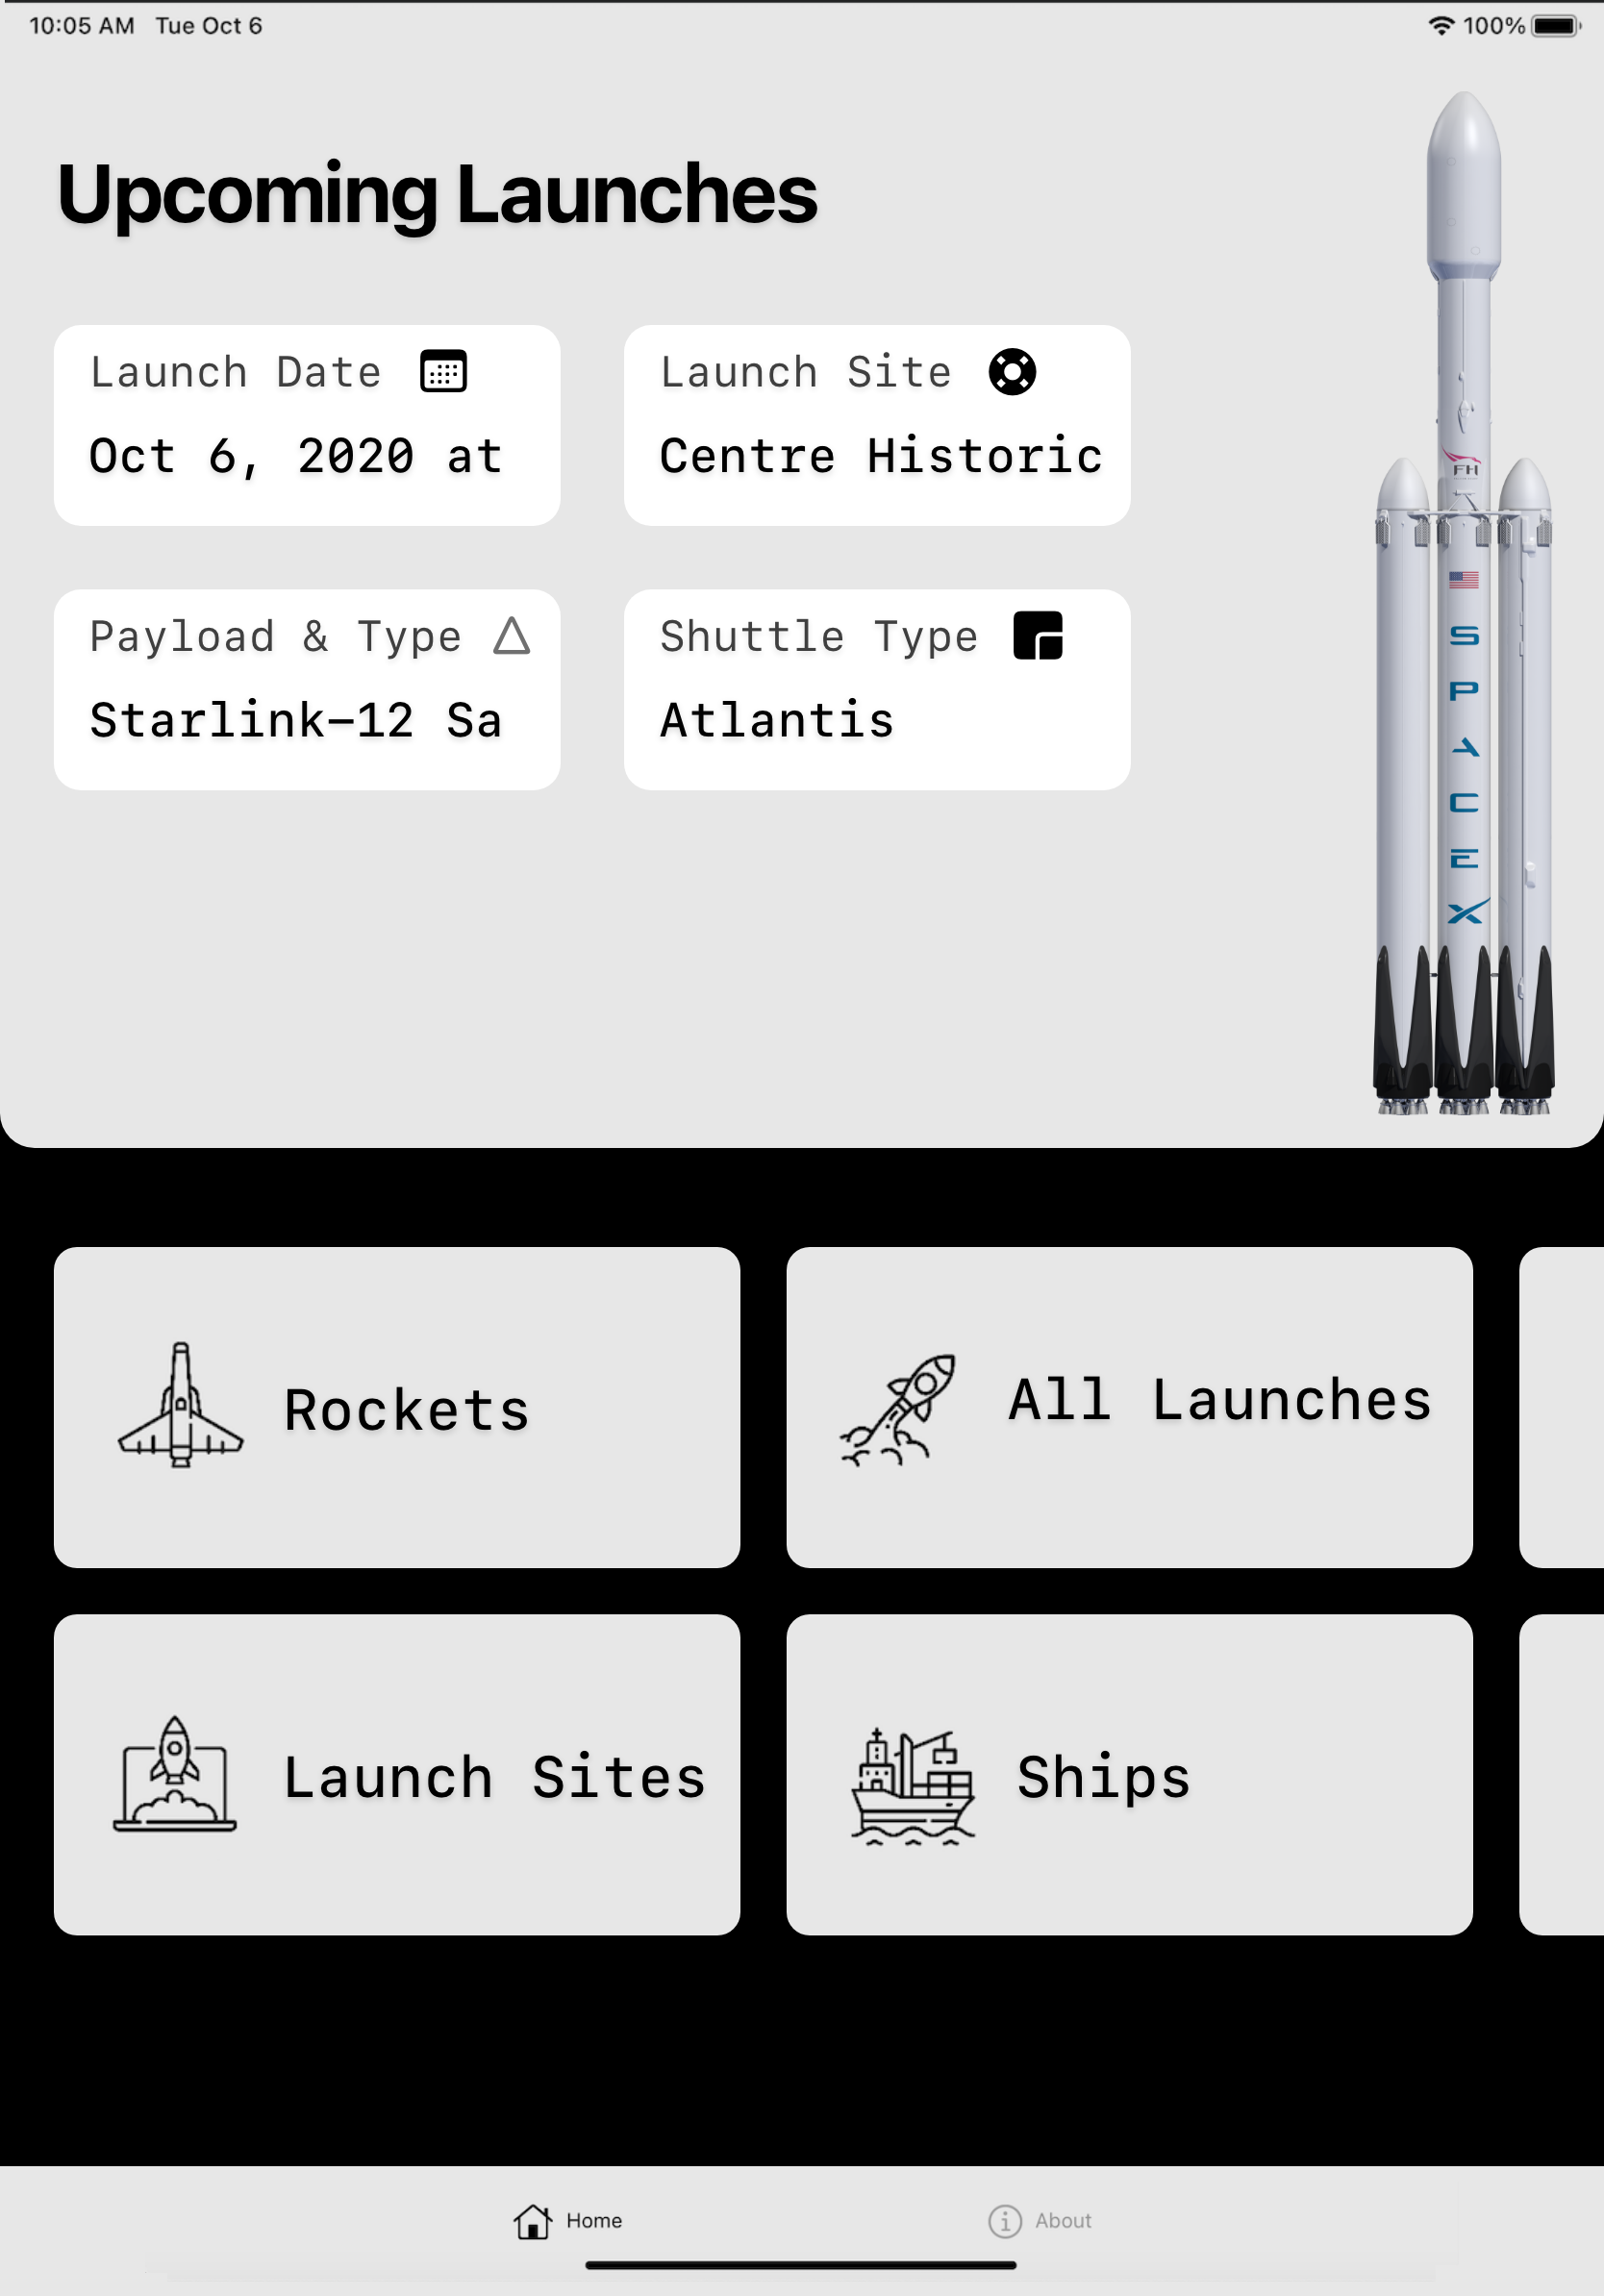 10:05 AM Tue Oct 6
100%
Upcoming Launches
Launch Date
Oct 6, 2020 at
Launch Site
Centre Historic
Payload & Type
Starlink–12 Sa
Shuttle Type
Atlantis
FH
SPACEX
Rockets
All Launches
Launch Sites
Ships
Home
About